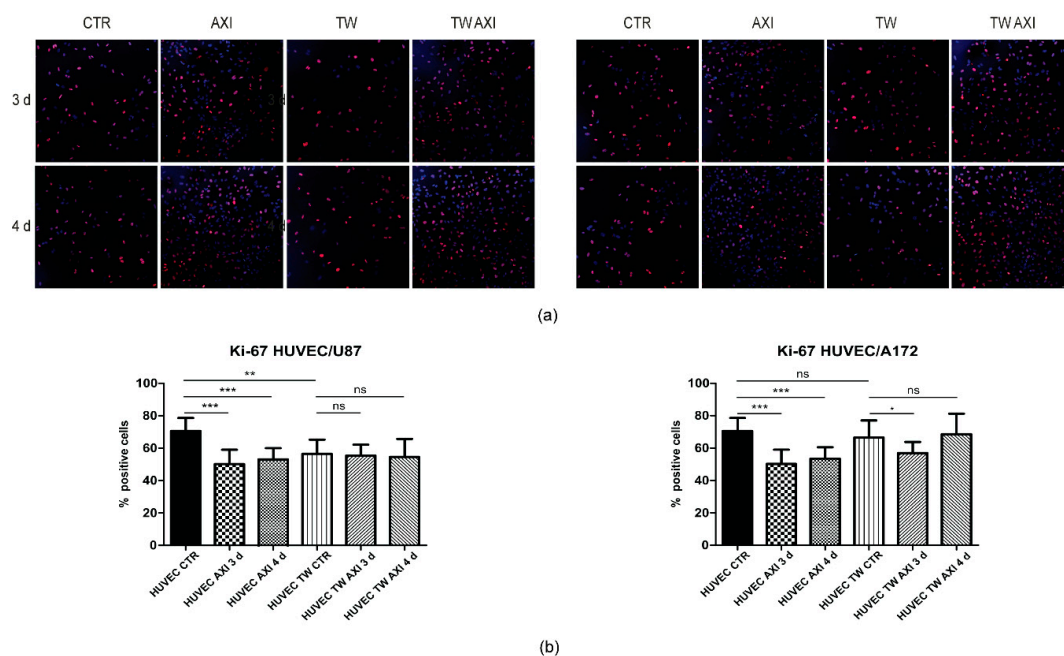 CTR AXI TW TW AXI CTR AXI TW TW AXI
3 d 3 d
4 d 4 d
(a)
Ki-67 HUVEC/U87
% positive cells
100
80
60
40
20
0
**
***
***
ns
ns
HUVEC CTR
HUVEC AXI 3 d
HUVEC AXI 4 d
HUVEC TW CTR
HUVEC TW AXI 3 d
HUVEC TW AXI 4 d
Ki-67 HUVEC/A172
% positive cells
100
80
60
40
20
0
ns
***
***
ns
*
HUVEC CTR
HUVEC AXI 3 d
HUVEC AXI 4 d
HUVEC TW CTR
HUVEC TW AXI 3 d
HUVEC TW AXI 4 d
(b)